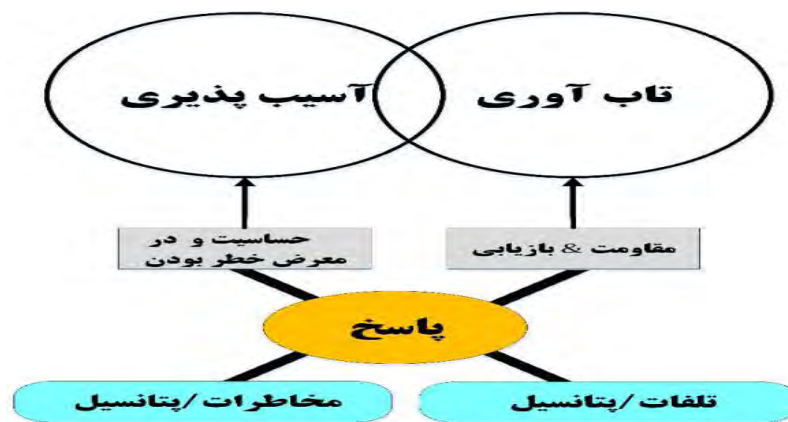 تاب آوری
آسیب پذیری
مقاومت & بازیابی
حساسیت و در
معرض خطر بودن
پاسخ
تلفات/پتانسیل
مخاطرات/پتانسیل